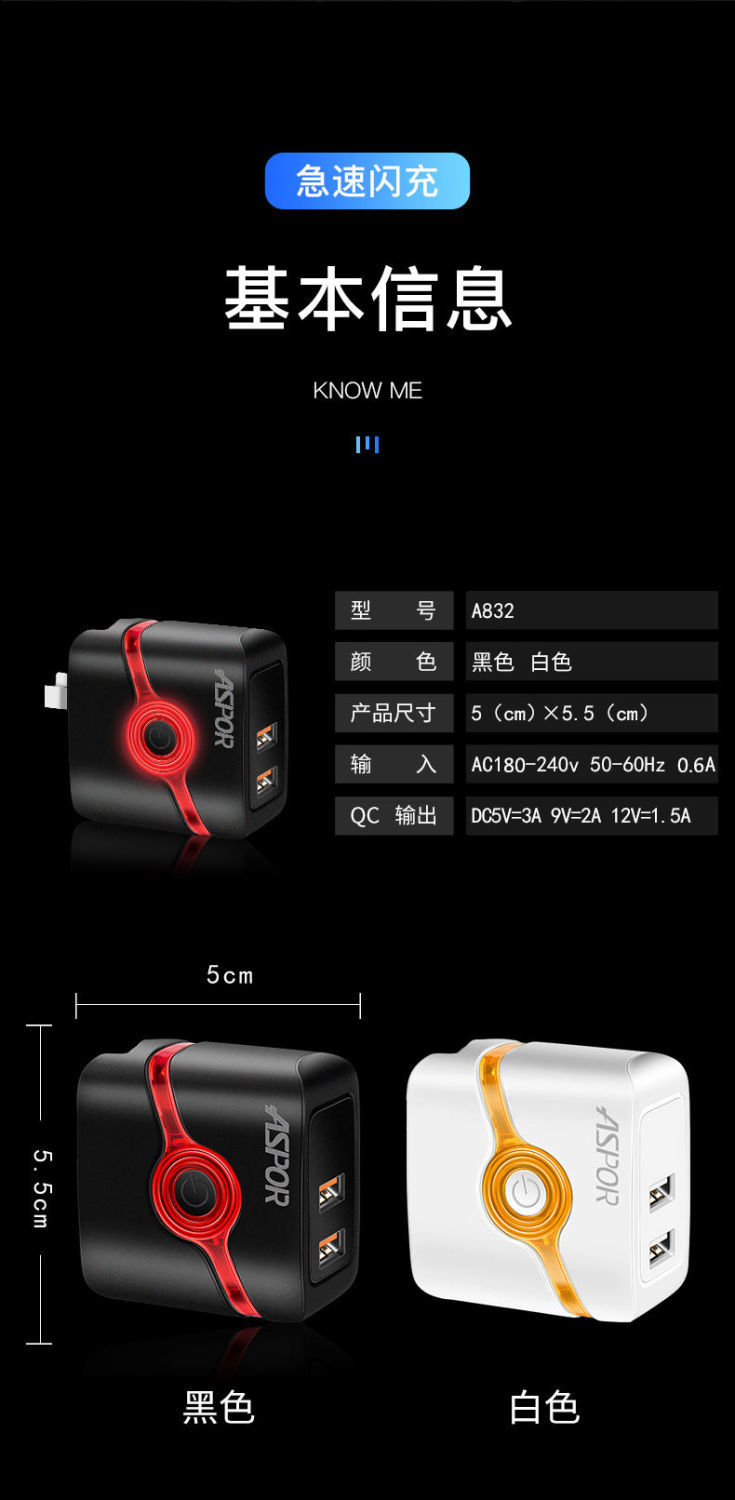 急速闪充
基本信息
KNOW ME
型 号 A832
颜 色 黑色 白色
产品尺寸 5（cm）×5.5（cm）
输 入 AC180-240v 50-60Hz 0.6A
QC 输出 DC5V=3A 9V=2A 12V=1.5A
ASPOR
5cm
5.5cm
ASPOR
ASPOR
黑色
白色